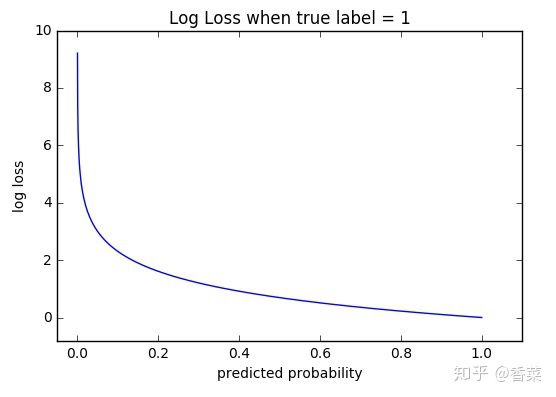 Log Loss when true label = 1
10
8
6
4
2
0
log loss
0.0 0.2 0.4 0.6 0.8 1.0
predicted probability
知乎 @香菜